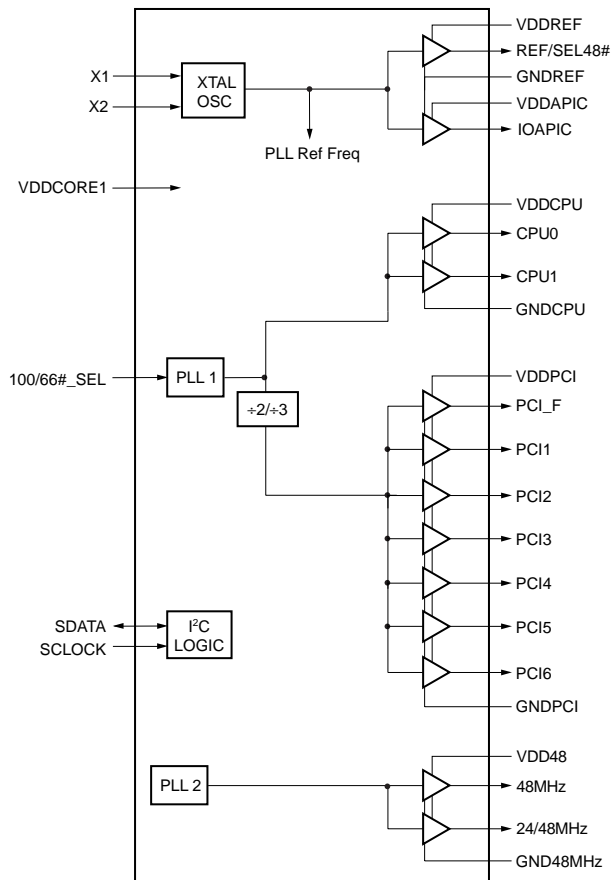 VDDREF
REF/SEL48#
X1
XTAL
OSC
GNDREF
X2
VDDAPIC
IOAPIC
PLL Ref Freq
VDDCORE1
VDDCPU
CPU0
CPU1
GNDCPU
100/66#_SEL
PLL 1
VDDPCI
÷2/÷3
PCI_F
PCI1
PCI2
PCI3
PCI4
SDATA
SCLOCK
I²C
LOGIC
PCI5
PCI6
GNDPCI
VDD48
PLL 2
48MHz
24/48MHz
GND48MHz